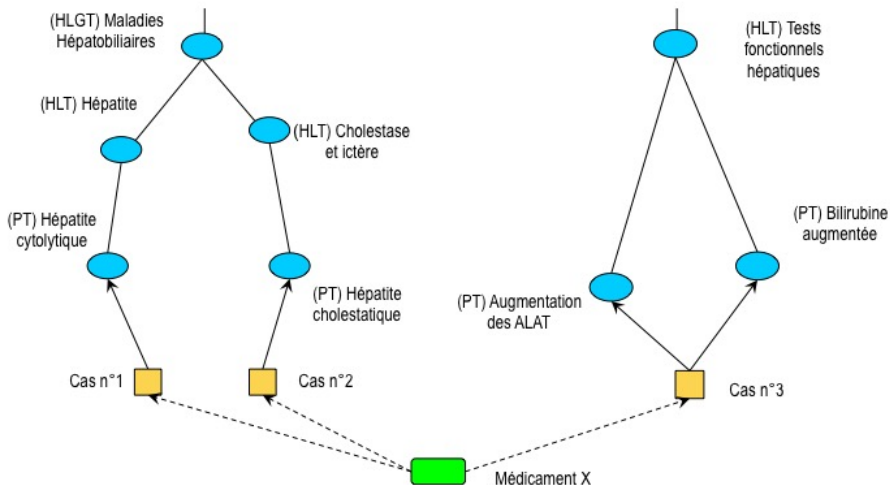 (HLGT) Maladies
Hépatobiliaires
(HLT) Tests
fonctionnels
hépatiques
(HLT) Hépatite
(HLT) Cholestase
et ictère
(PT) Hépatite
cytolytique
(PT) Bilirubine
augmentée
(PT) Hépatite
cholestatique
(PT) Augmentation
des ALAT
Cas n°1
Cas n°2
Cas n°3
Médicament X